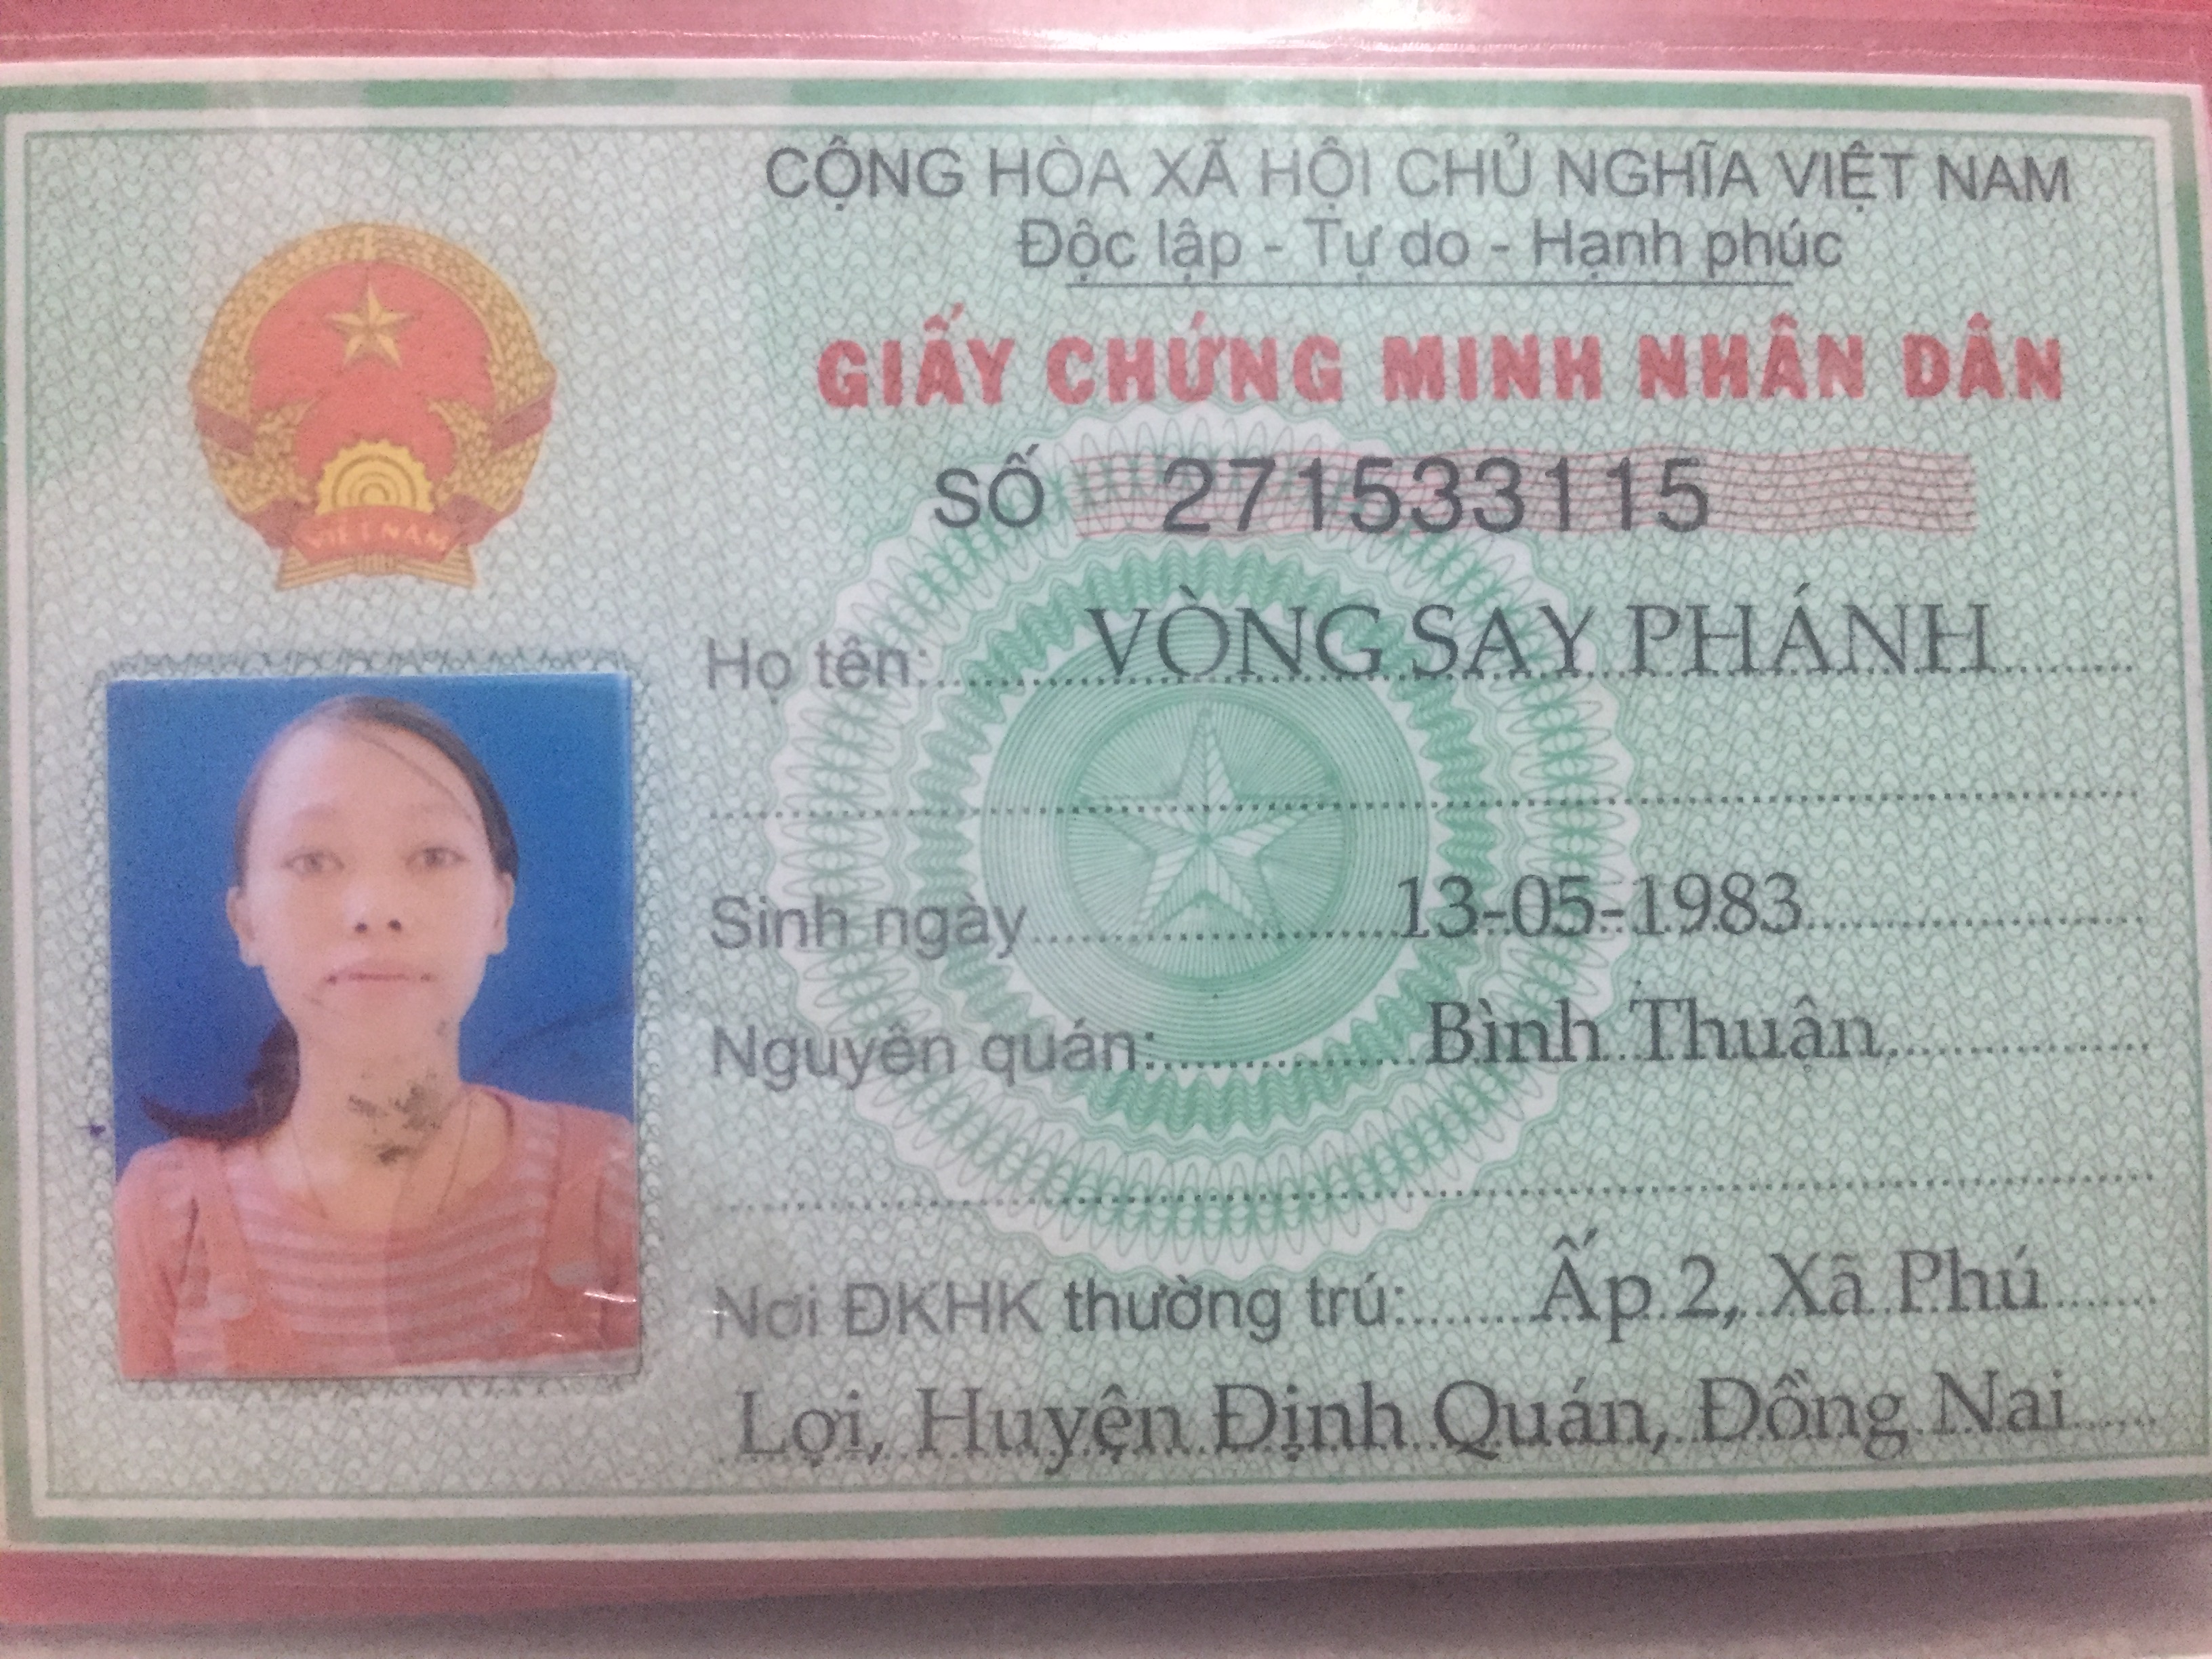 CỘNG HÒA XÃ HỘI CHỦ NGHĨA VIỆT NAM
Độc lập - Tự do - Hạnh phúc
GIẤY CHỨNG MINH NHÂN DÂN
SỐ 271533115
VIỆT NAM
Họ tên: VÒNG SAY PHÁNH
Sinh ngày 13-05-1983
Nguyên quán: Bình Thuận
Nơi ĐKHK thường trú: Ấp 2, Xã Phú
Lợi, Huyện Định Quán, Đồng Nai